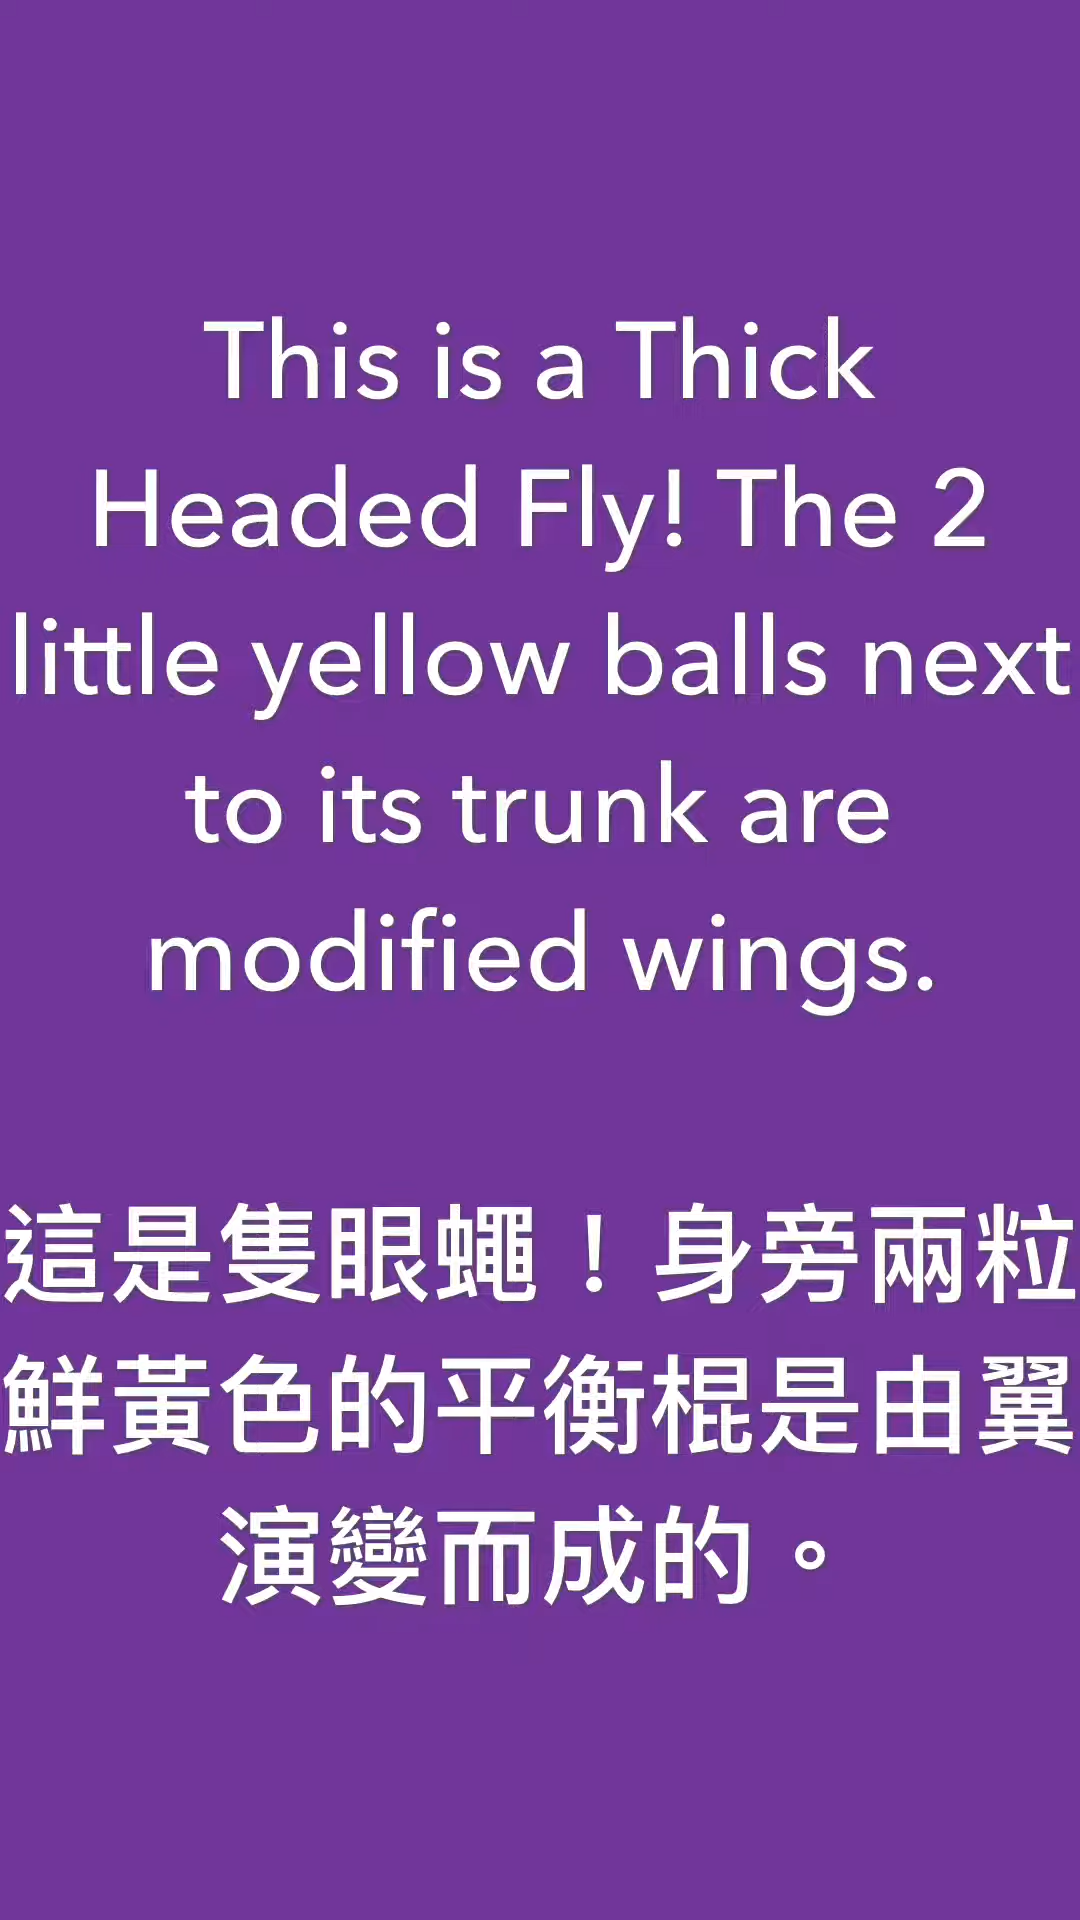 This is a Thick
Headed Fly! The 2
little yellow balls next
to its trunk are
modified wings.
這是隻眼蠅！身旁兩粒
鮮黃色的平衡棍是由翼
演變而成的。